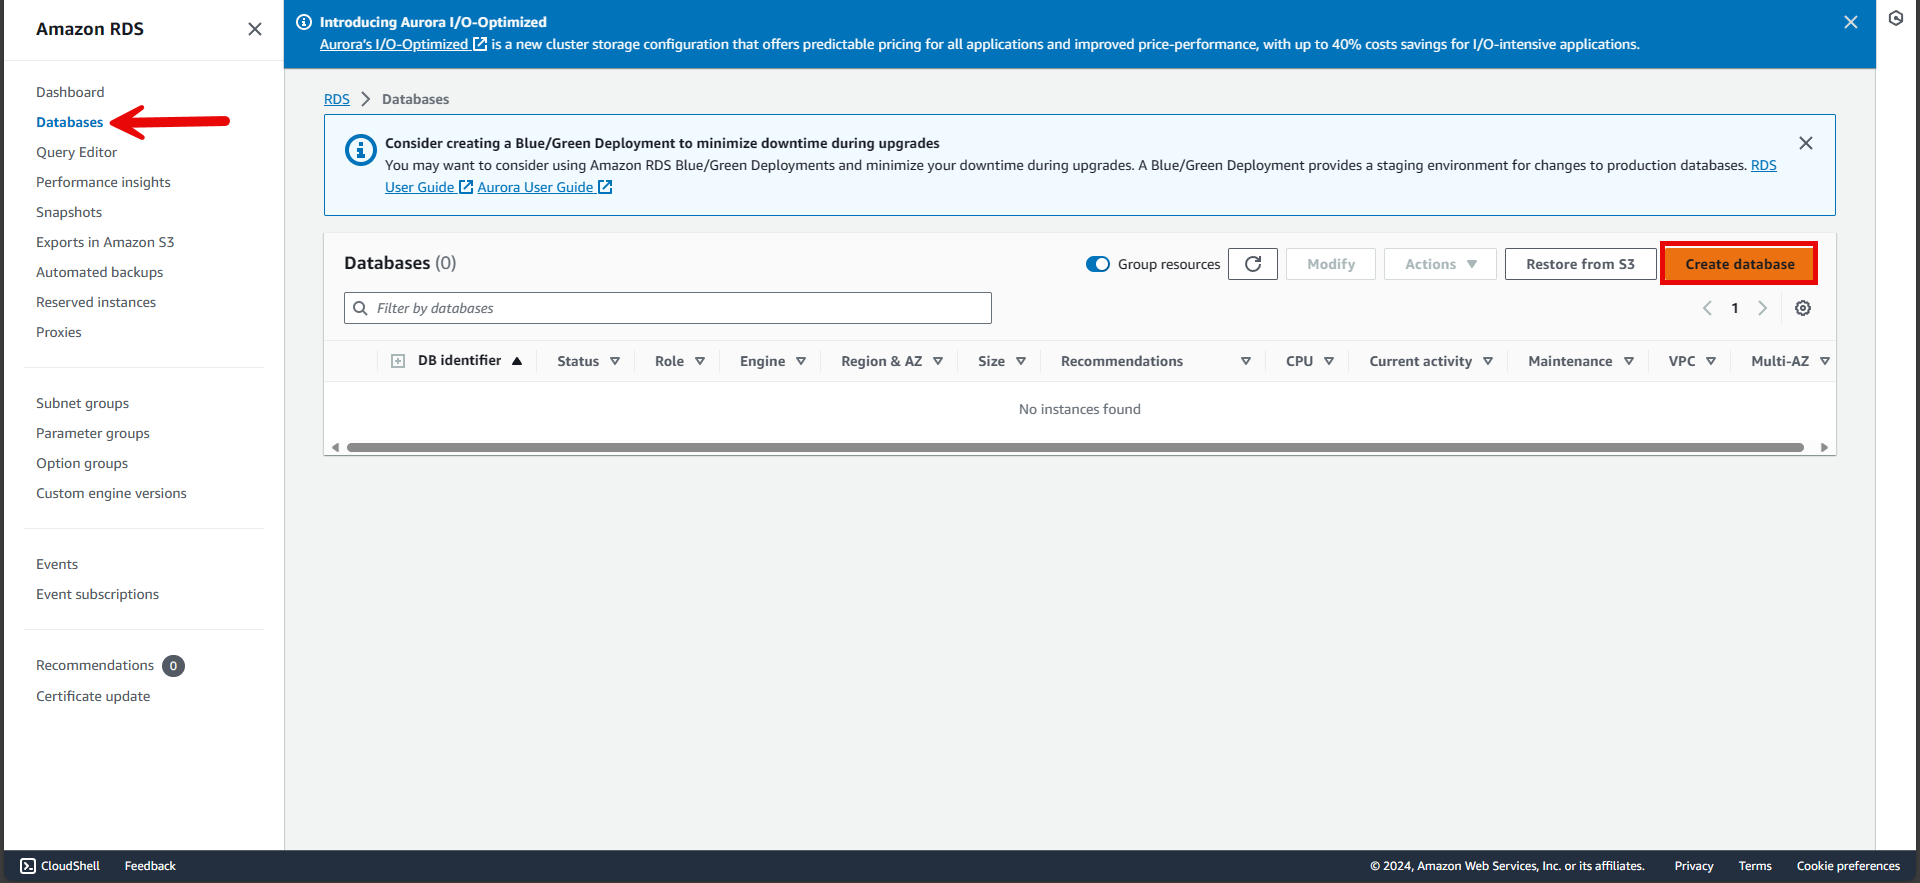 Amazon RDS
Dashboard
Databases
Query Editor
Performance insights
Snapshots
Exports in Amazon S3
Automated backups
Reserved instances
Proxies
Subnet groups
Parameter groups
Option groups
Custom engine versions
Events
Event subscriptions
Recommendations 0
Certificate update
Introducing Aurora I/O-Optimized
Aurora's I/O-Optimized is a new cluster storage configuration that offers predictable pricing for all applications and improved price-performance, with up to 40% costs savings for I/O-intensive applications.
RDS Databases
Consider creating a Blue/Green Deployment to minimize downtime during upgrades
You may want to consider using Amazon RDS Blue/Green Deployments and minimize your downtime during upgrades. A Blue/Green Deployment provides a staging environment for changes to production databases. RDS
User Guide Aurora User Guide
Databases (0) Group resources Modify Actions Restore from S3 Create database
Filter by databases 1
DB identifier Status Role Engine Region & AZ Size Recommendations CPU Current activity Maintenance VPC Multi-AZ
No instances found
CloudShell Feedback © 2024, Amazon Web Services, Inc. or its affiliates. Privacy Terms Cookie preferences